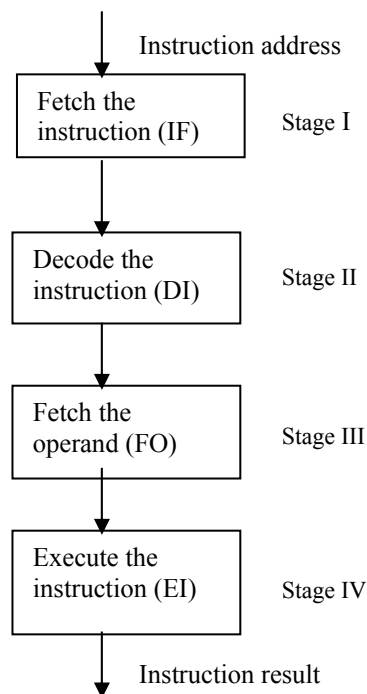 Instruction address
Fetch the
instruction (IF)
Stage I
Decode the
instruction (DI)
Stage II
Fetch the
operand (FO)
Stage III
Execute the
instruction (EI)
Stage IV
Instruction result